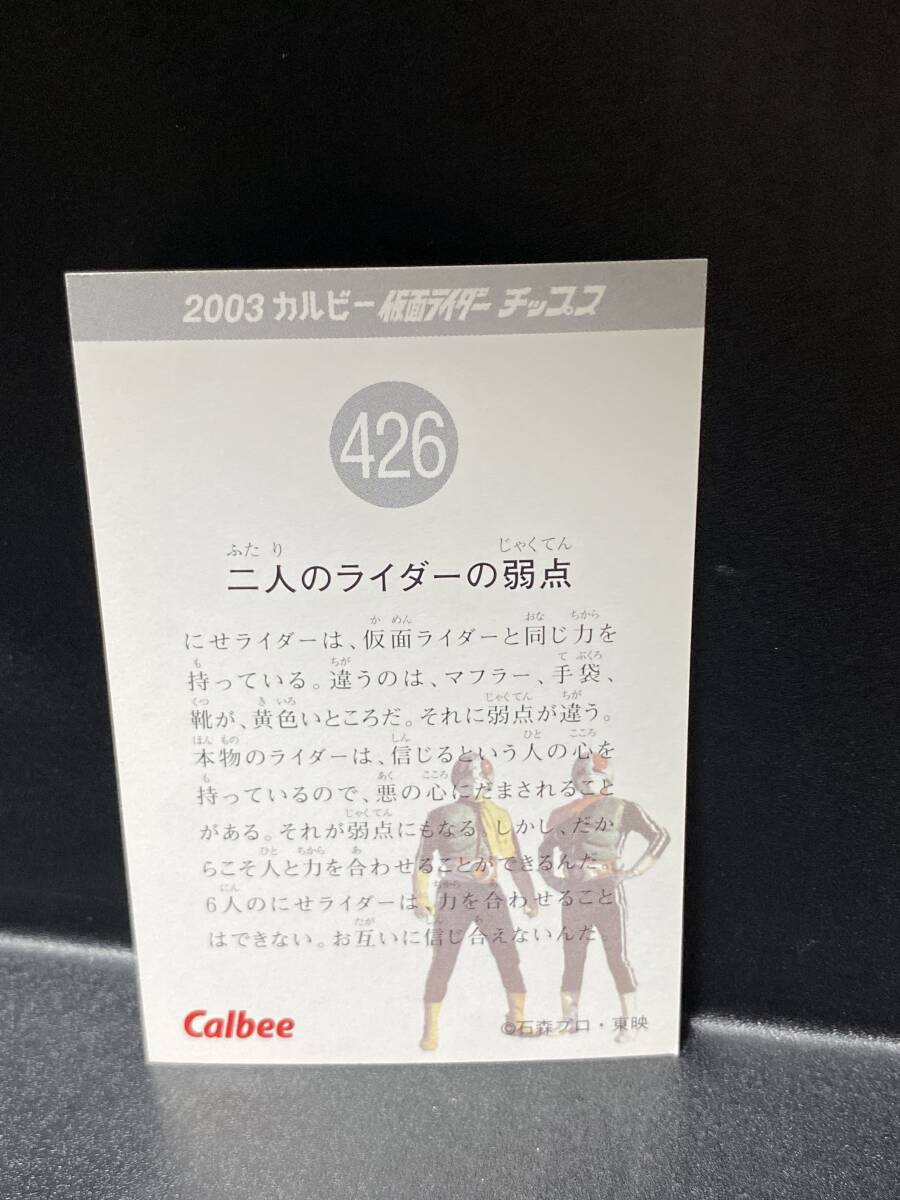 2003 カルビー 仮面ライダー チップス
426
ふたり じゃくてん
二人のライダーの弱点
かめん おな ちから
にせライダーは、仮面ライダーと同じ力を
も ちが てぶくろ
持っている。違うのは、マフラー、手袋、
くつ きいろ じゃくてん ちが
靴が、黄色いところだ。それに弱点が違う。
ほんもの しん ひと こころ
本物のライダーは、信じるという人の心を
も あく こころ
持っているので、悪の心にだまされること
じゃくてん
がある。それが弱点にもなる。しかし、だか
ひと ちから あ
らこそ人と力を合わせることができるんだ。
にん ちから あ
6人のにせライダーは、力を合わせること
たが しん あ
はできない。お互いに信じ合えないんだ。
Calbee
©石森プロ・東映